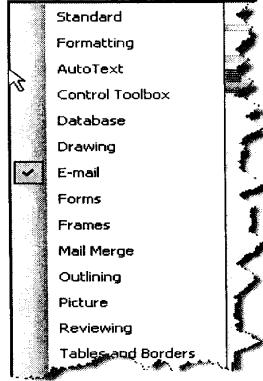 Standard
Formatting
AutoText
Control Toolbox
Database
Drawing
E-mail
Forms
Frames
Mail Merge
Outlining
Picture
Reviewing
Tables and Borders